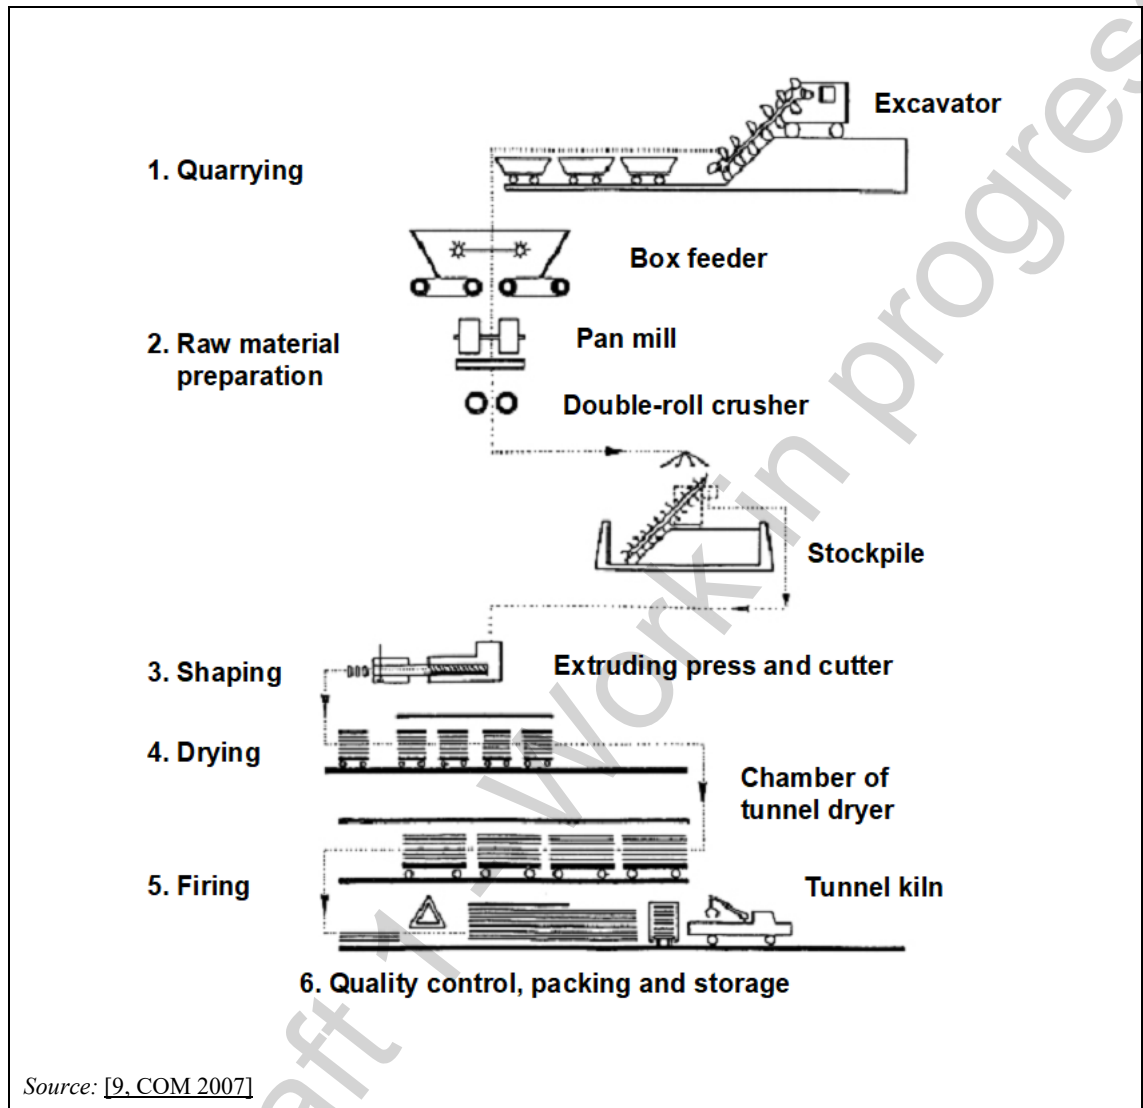 Excavator
1. Quarrying
Box feeder
2. Raw material
preparation
Pan mill
Double-roll crusher
Stockpile
3. Shaping
Extruding press and cutter
4. Drying
Chamber of
tunnel dryer
5. Firing
Tunnel kiln
6. Quality control, packing and storage
Source: [9, COM 2007]
aft 1 - Work in progres